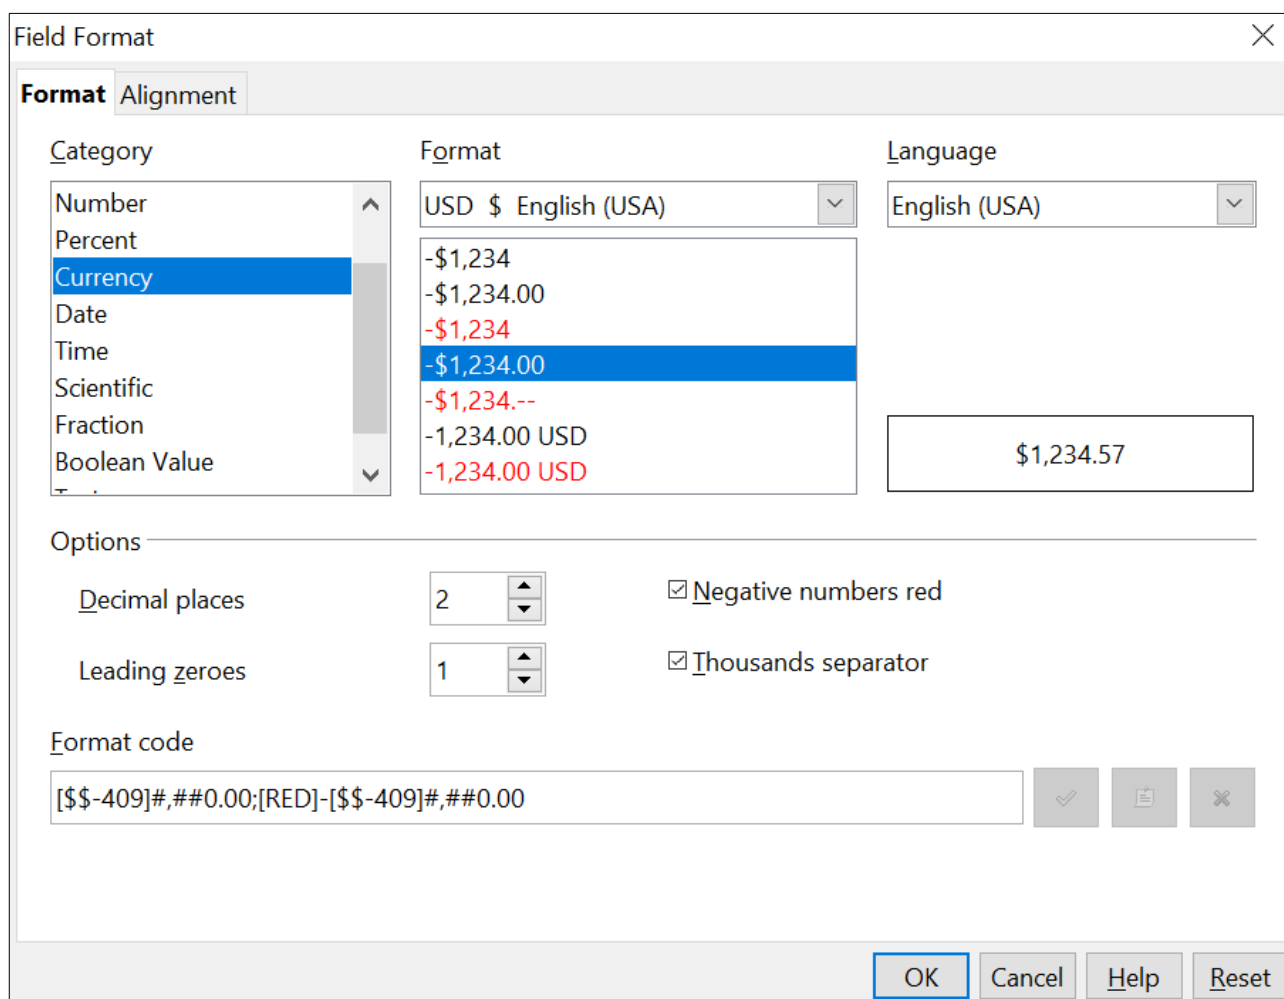 Field Format
Format Alignment
Category
Number
Percent
Currency
Date
Time
Scientific
Fraction
Boolean Value
Format
USD $ English (USA)
-$1,234
-$1,234.00
-$1,234
-$1,234.00
-$1,234.--
-1,234.00 USD
-1,234.00 USD
Language
English (USA)
$1,234.57
Options
Decimal places 2
Negative numbers red
Leading zeroes 1
Thousands separator
Format code
[$$-409]#,##0.00;[RED]-[$$-409]#,##0.00
OK Cancel Help Reset